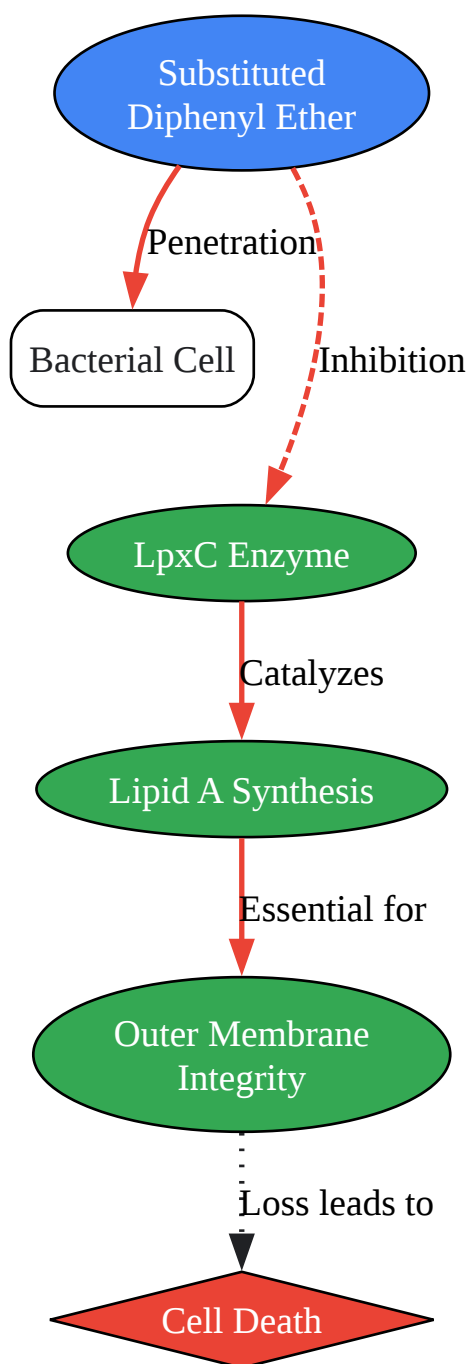 Substituted
Diphenyl Ether
Penetration
Bacterial Cell
Inhibition
LpxC Enzyme
Catalyzes
Lipid A Synthesis
Essential for
Outer Membrane
Integrity
Loss leads to
Cell Death